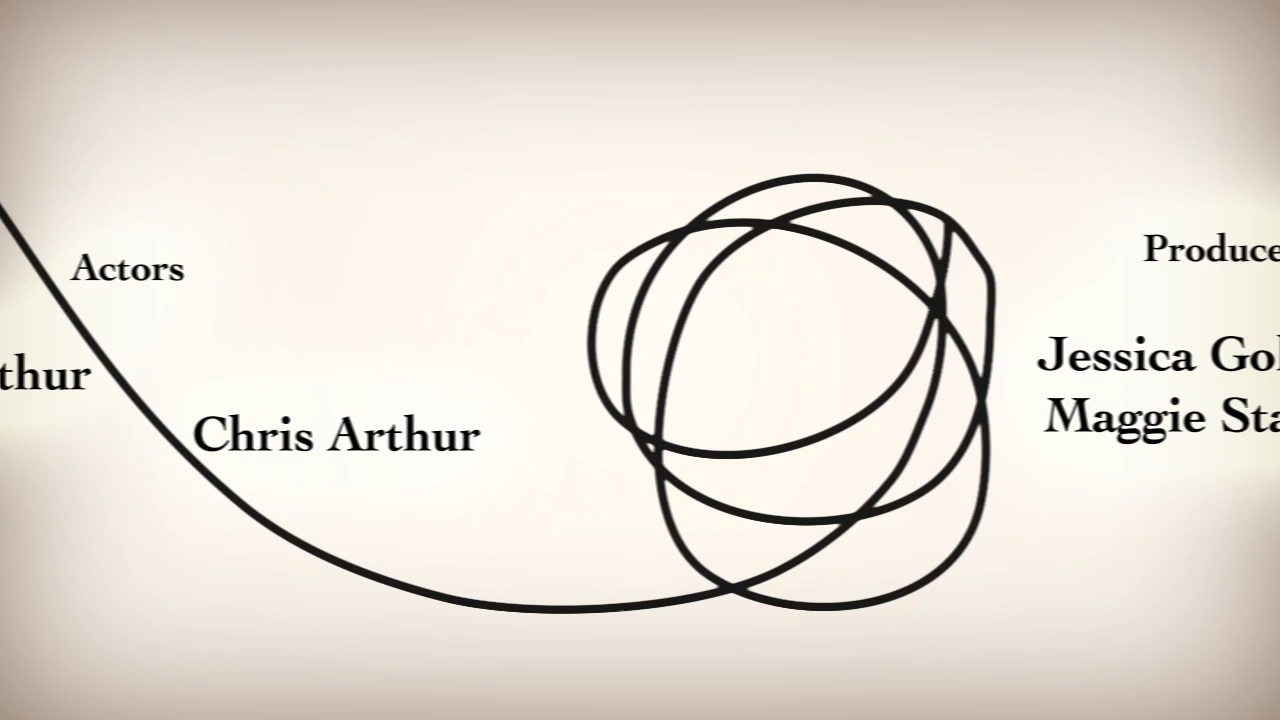 Actors
thur
Chris Arthur
Produce
Jessica Gol
Maggie Sta